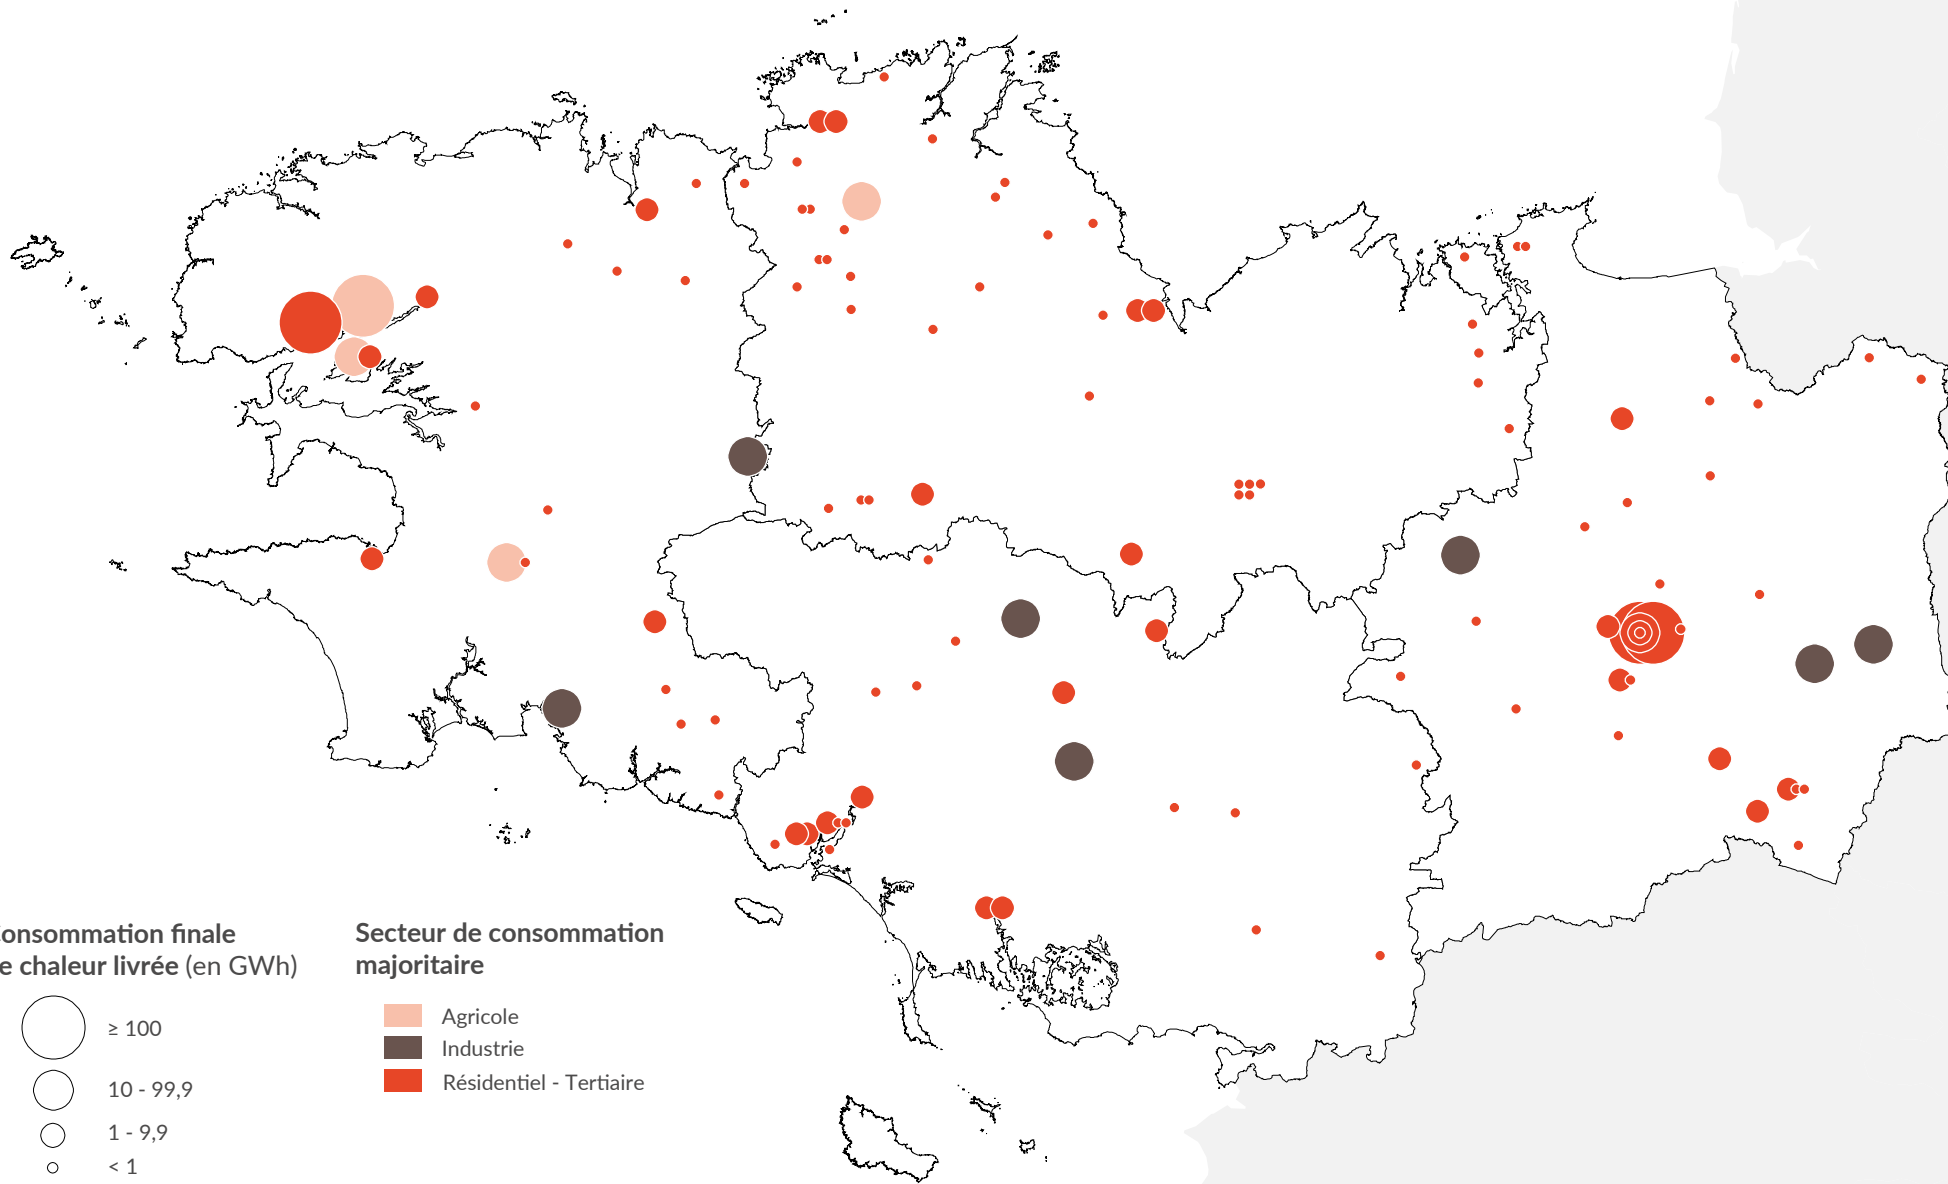 onsommation finale
e chaleur livrée (en GWh)
≥ 100
10 - 99,9
1 - 9,9
< 1
Secteur de consommation
majoritaire
Agricole
Industrie
Résidentiel - Tertiaire